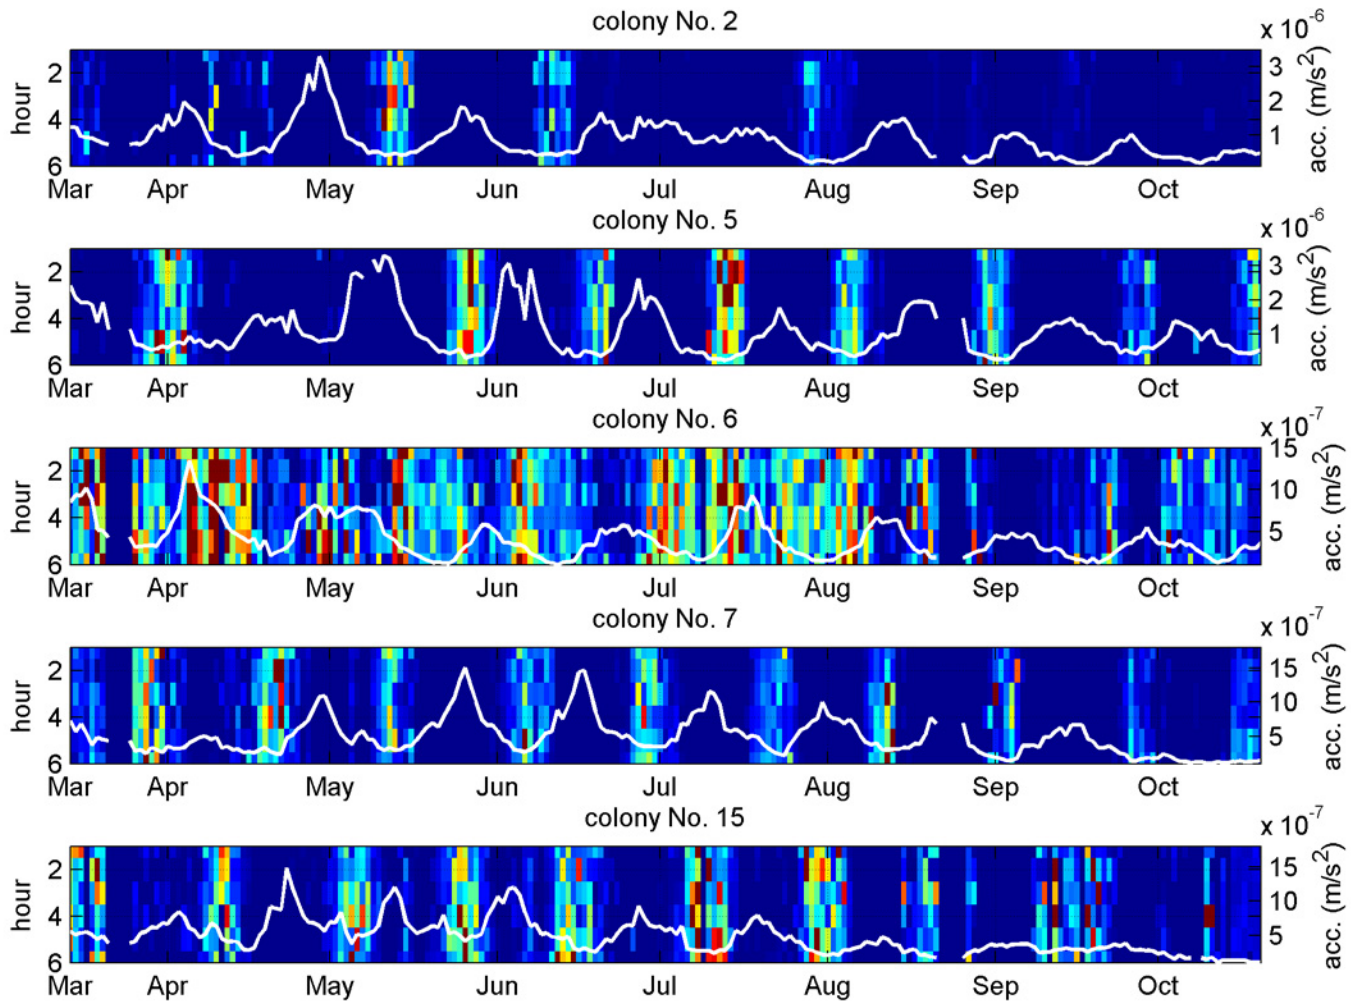 colony No. 2
x 10^-6
hour
2
4
6
3
2
1
acc. (m/s^2)
Mar Apr May Jun Jul Aug Sep Oct
colony No. 5
x 10^-6
hour
2
4
6
3
2
1
acc. (m/s^2)
Mar Apr May Jun Jul Aug Sep Oct
colony No. 6
x 10^-7
hour
2
4
6
15
10
5
acc. (m/s^2)
Mar Apr May Jun Jul Aug Sep Oct
colony No. 7
x 10^-7
hour
2
4
6
15
10
5
acc. (m/s^2)
Mar Apr May Jun Jul Aug Sep Oct
colony No. 15
x 10^-7
hour
2
4
6
15
10
5
acc. (m/s^2)
Mar Apr May Jun Jul Aug Sep Oct